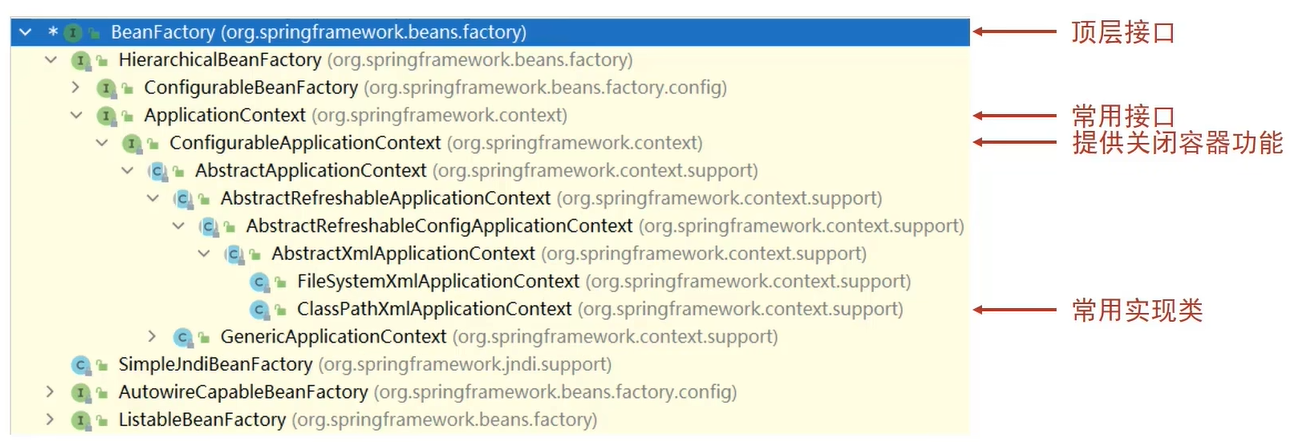 * BeanFactory (org.springframework.beans.factory) 顶层接口
HierarchicalBeanFactory (org.springframework.beans.factory)
ConfigurableBeanFactory (org.springframework.beans.factory.config)
ApplicationContext (org.springframework.context) 常用接口
ConfigurableApplicationContext (org.springframework.context) 提供关闭容器功能
AbstractApplicationContext (org.springframework.context.support)
AbstractRefreshableApplicationContext (org.springframework.context.support)
AbstractRefreshableConfigApplicationContext (org.springframework.context.support)
AbstractXmlApplicationContext (org.springframework.context.support)
FileSystemXmlApplicationContext (org.springframework.context.support)
ClassPathXmlApplicationContext (org.springframework.context.support) 常用实现类
GenericApplicationContext (org.springframework.context.support)
SimpleJndiBeanFactory (org.springframework.jndi.support)
AutowireCapableBeanFactory (org.springframework.beans.factory.config)
ListableBeanFactory (org.springframework.beans.factory)